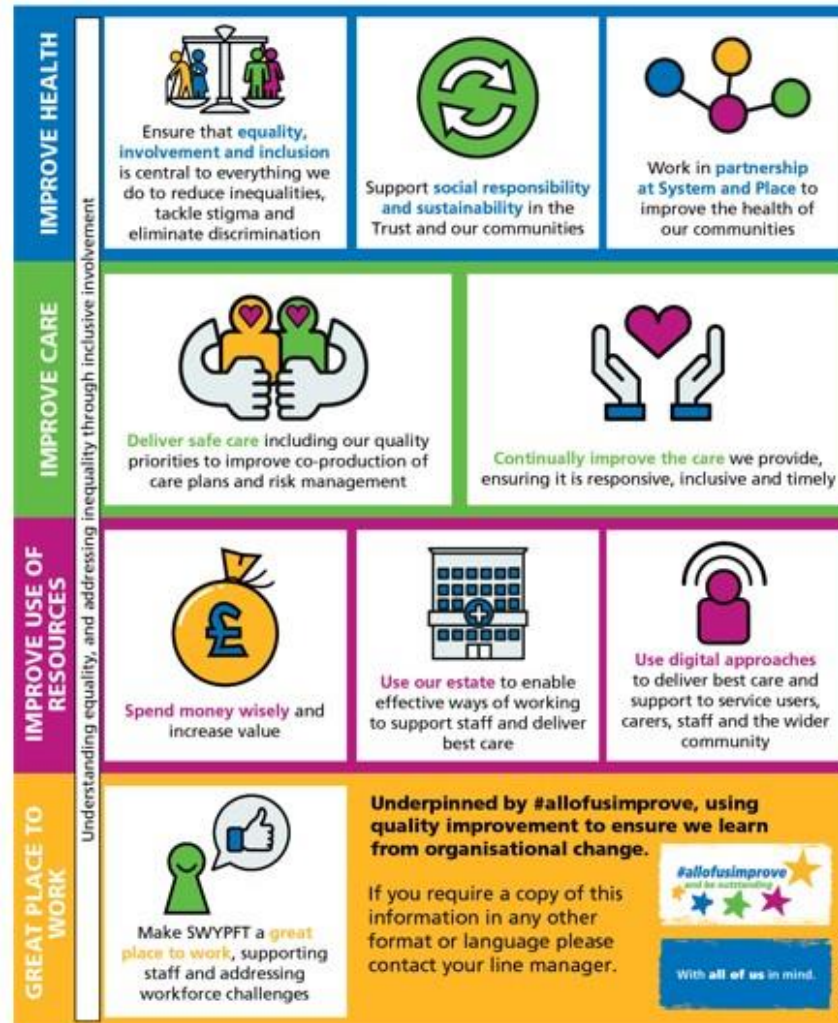 IMPROVE HEALTH
Understanding equality, and addressing inequality through inclusive involvement
Ensure that equality,
involvement and inclusion
is central to everything we
do to reduce inequalities,
tackle stigma and
eliminate discrimination
Support social responsibility
and sustainability in the
Trust and our communities
Work in partnership
at System and Place to
improve the health of
our communities
IMPROVE CARE
Deliver safe care including our quality
priorities to improve co-production of
care plans and risk management
Continually improve the care we provide,
ensuring it is responsive, inclusive and timely
IMPROVE USE OF
RESOURCES
£
Spend money wisely and
increase value
Use our estate to enable
effective ways of working
to support staff and deliver
best care
Use digital approaches
to deliver best care and
support to service users,
carers, staff and the wider
community
GREAT PLACE TO
WORK
Make SWYPFT a great
place to work, supporting
staff and addressing
workforce challenges
Underpinned by #allofusimprove, using
quality improvement to ensure we learn
from organisational change.
If you require a copy of this
information in any other
format or language please
contact your line manager.
#allofusimprove
and be outstanding
With all of us in mind.